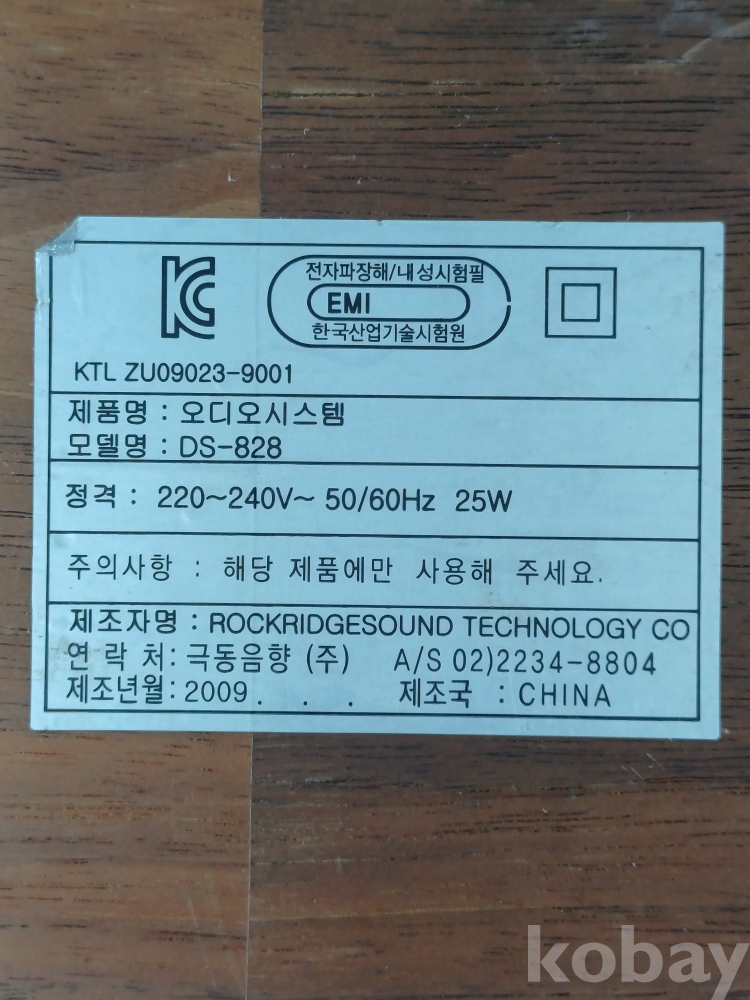 KC
전자파장해/내성시험필
EMI
한국산업기술시험원
KTL ZU09023-9001
제품명 : 오디오시스템
모델명 : DS-828
정격 : 220~240V~ 50/60Hz 25W
주의사항 : 해당 제품에만 사용해 주세요.
제조자명 : ROCKRIDGESOUND TECHNOLOGY CO
연 락 처: 극동음향 (주) A/S 02)2234-8804
제조년월: 2009 . . . 제조국 : CHINA
kobay